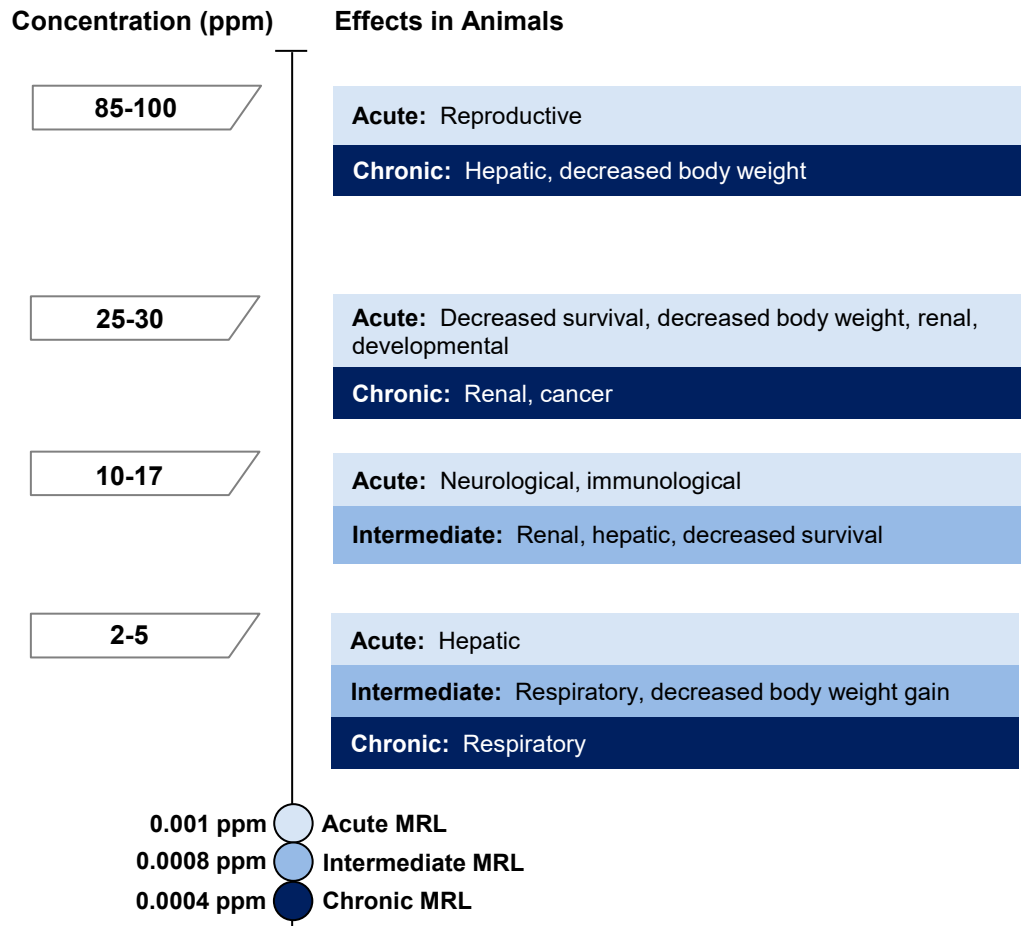 Concentration (ppm) Effects in Animals
85-100
Acute: Reproductive
Chronic: Hepatic, decreased body weight
25-30
Acute: Decreased survival, decreased body weight, renal,
developmental
Chronic: Renal, cancer
10-17
Acute: Neurological, immunological
Intermediate: Renal, hepatic, decreased survival
2-5
Acute: Hepatic
Intermediate: Respiratory, decreased body weight gain
Chronic: Respiratory
0.001 ppm Acute MRL
0.0008 ppm Intermediate MRL
0.0004 ppm Chronic MRL